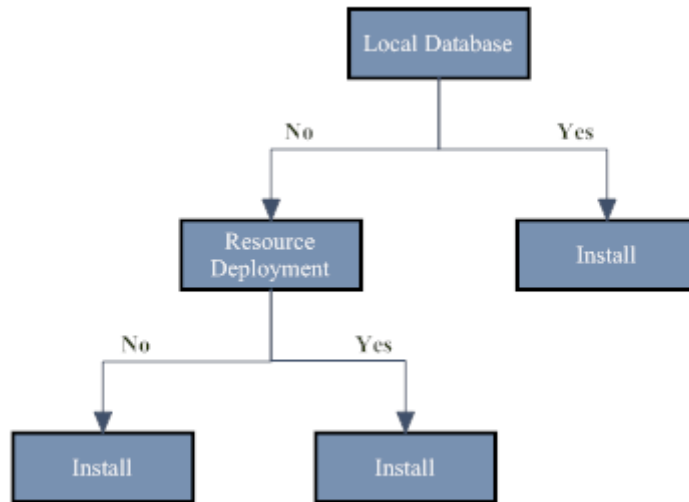 Local Database
No
Yes
Resource
Deployment
Install
No
Yes
Install
Install